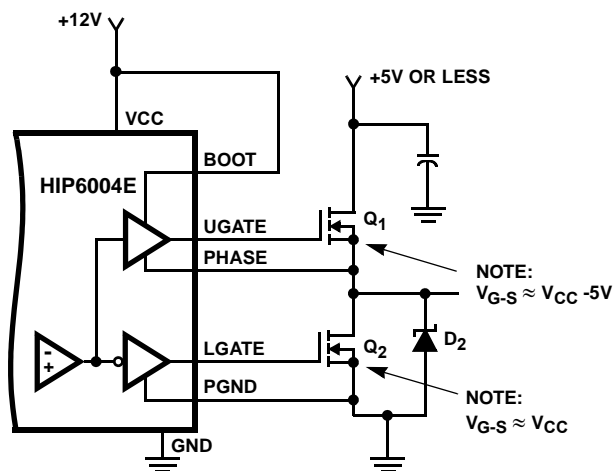 +12V
+5V OR LESS
VCC
BOOT
HIP6004E
UGATE
Q1
PHASE
NOTE:
VG-S ≈ VCC -5V
- +
LGATE
Q2
D2
PGND
NOTE:
VG-S ≈ VCC
GND